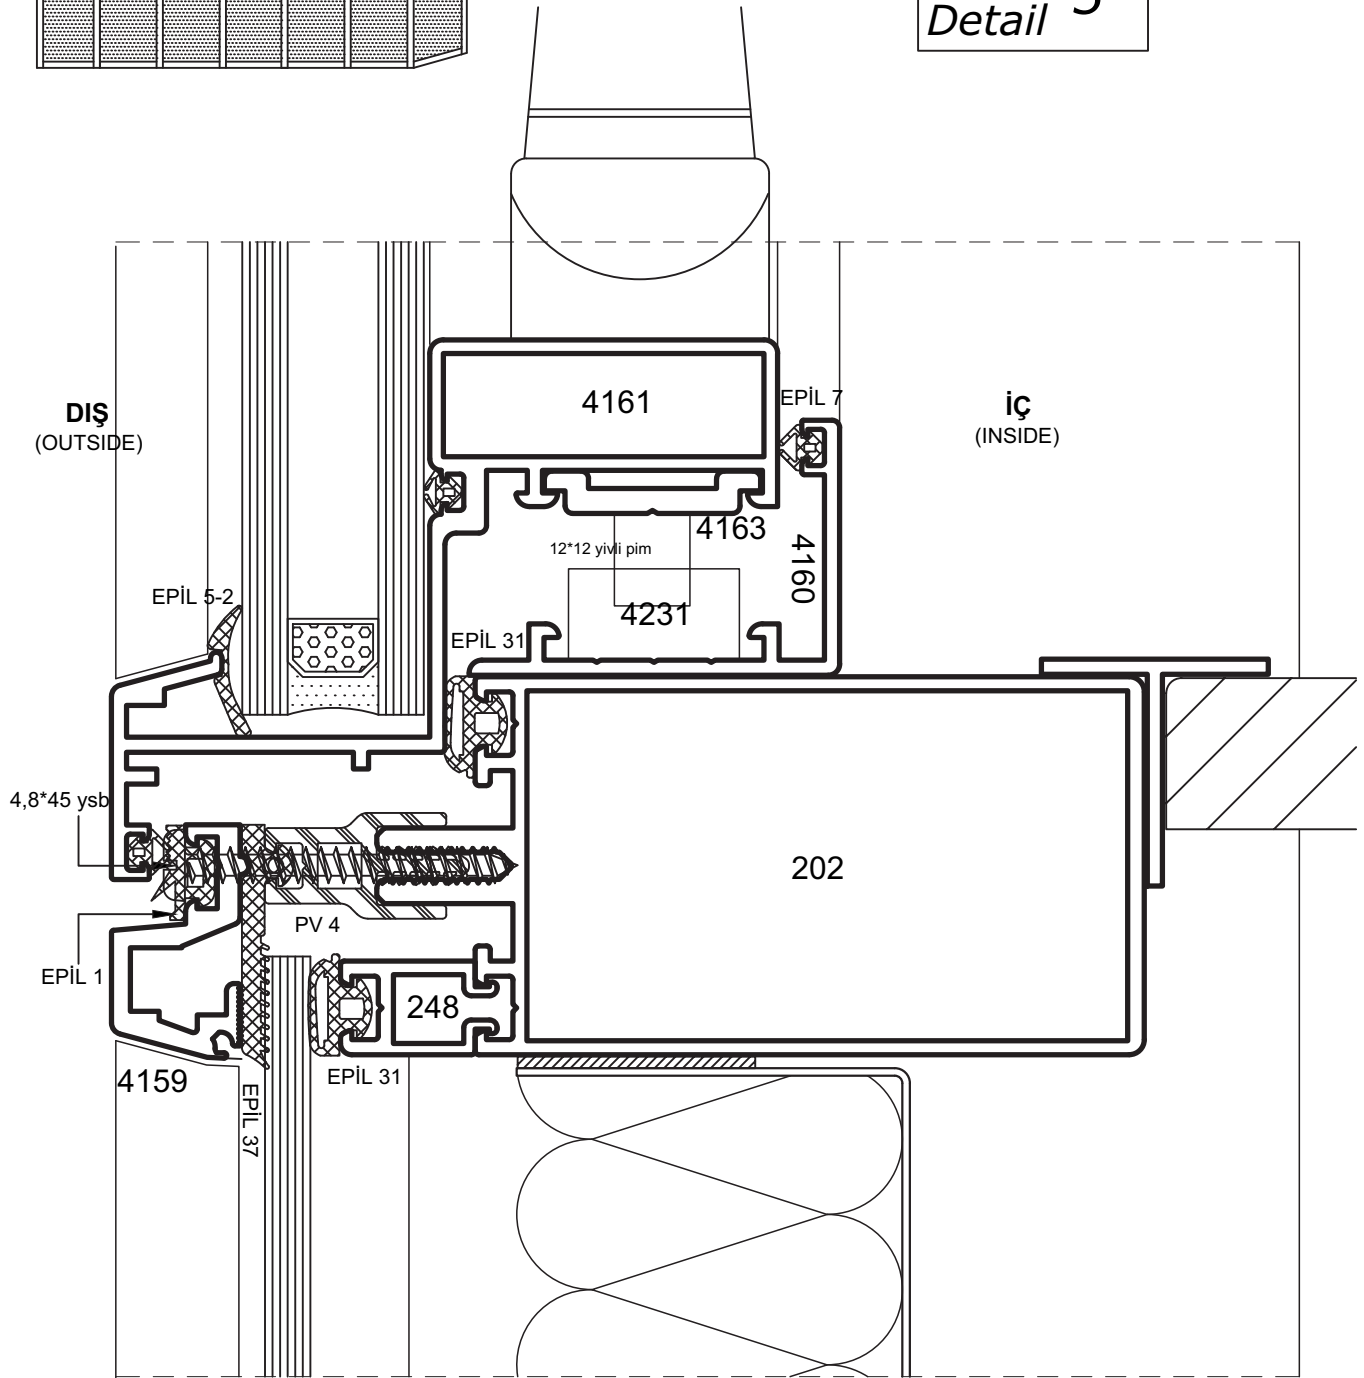 Detail
DIŞ
(OUTSIDE)
4161
EPİL 7
İÇ
(INSIDE)
4163
12*12 yivli pim
4160
EPİL 5-2
4231
EPİL 31
4,8*45 ysb
202
PV 4
EPİL 1
248
EPİL 31
4159
EPİL 37